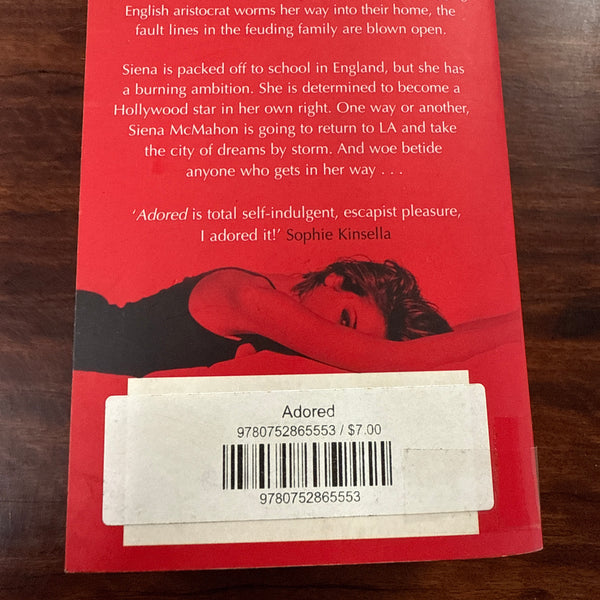 English aristocrat worms her way into their home, the
fault lines in the feuding family are blown open.
Siena is packed off to school in England, but she has
a burning ambition. She is determined to become a
Hollywood star in her own right. One way or another,
Siena McMahon is going to return to LA and take
the city of dreams by storm. And woe betide
anyone who gets in her way . . .
‘Adored is total self-indulgent, escapist pleasure,
I adored it!’ Sophie Kinsella
Adored
9780752865553 / $7.00
9780752865553